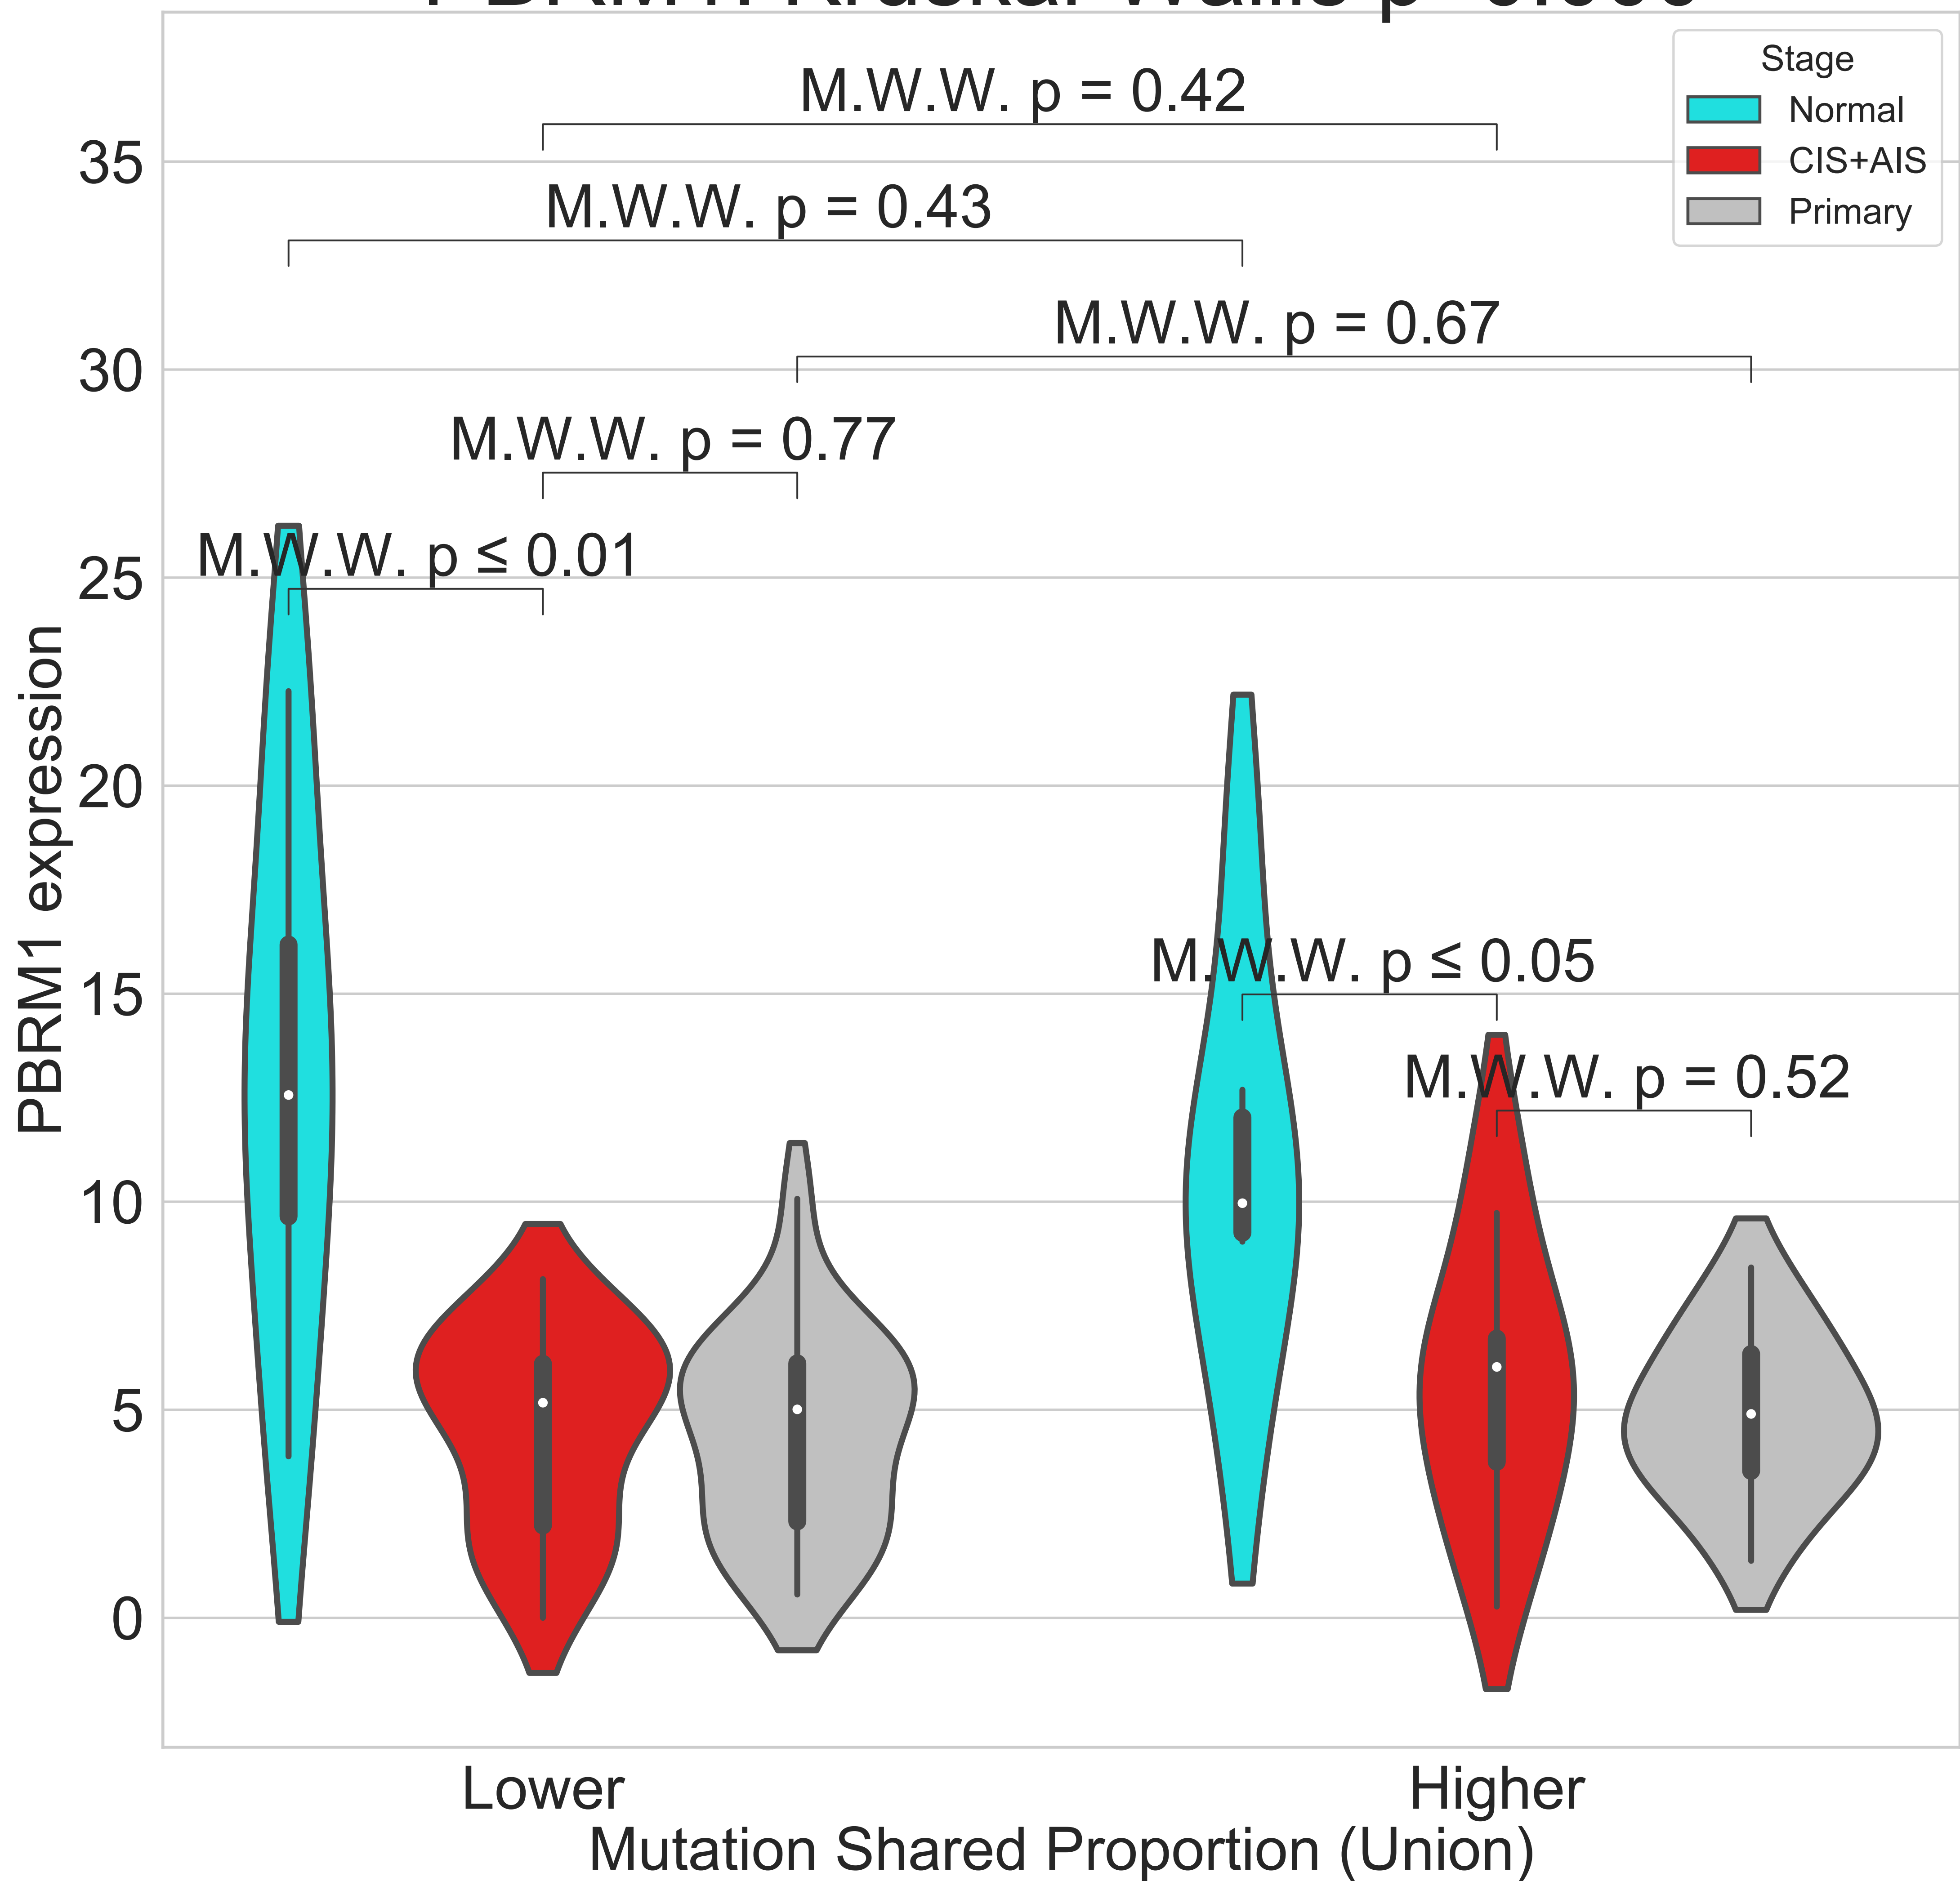 Stage
Normal
CIS+AIS
Primary
M.W.W. p = 0.42
M.W.W. p = 0.43
M.W.W. p = 0.67
M.W.W. p = 0.77
M.W.W. p ≤ 0.01
M.W.W. p ≤ 0.05
M.W.W. p = 0.52
35
30
25
20
15
10
5
0
PBRM1 expression
Lower
Higher
Mutation Shared Proportion (Union)